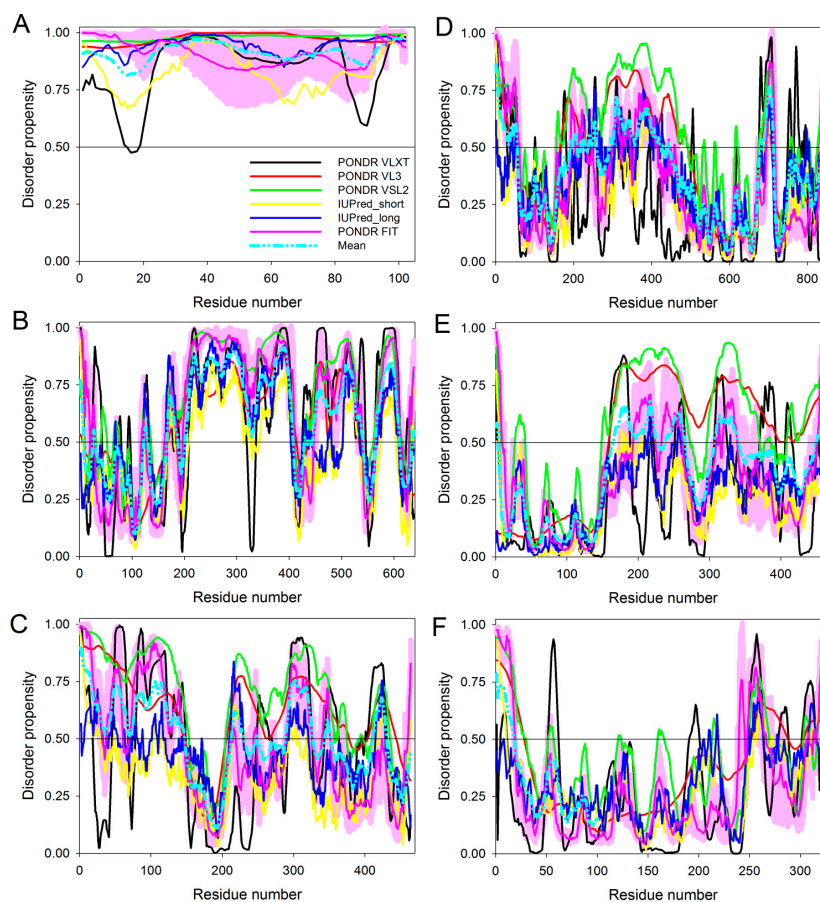 A
Disorder propensity
1.00
0.75
0.50
0.25
0.00
PONDR VLXT
PONDR VL3
PONDR VSL2
IUPred_short
IUPred_long
PONDR FIT
Mean
0 20 40 60 80 100
Residue number
B
Disorder propensity
1.00
0.75
0.50
0.25
0.00
0 100 200 300 400 500 600
Residue number
C
Disorder propensity
1.00
0.75
0.50
0.25
0.00
0 100 200 300 400
Residue number
D
Disorder propensity
1.00
0.75
0.50
0.25
0.00
0 200 400 600 800
Residue number
E
Disorder propensity
1.00
0.75
0.50
0.25
0.00
0 100 200 300 400
Residue number
F
Disorder propensity
1.00
0.75
0.50
0.25
0.00
0 50 100 150 200 250 300
Residue number